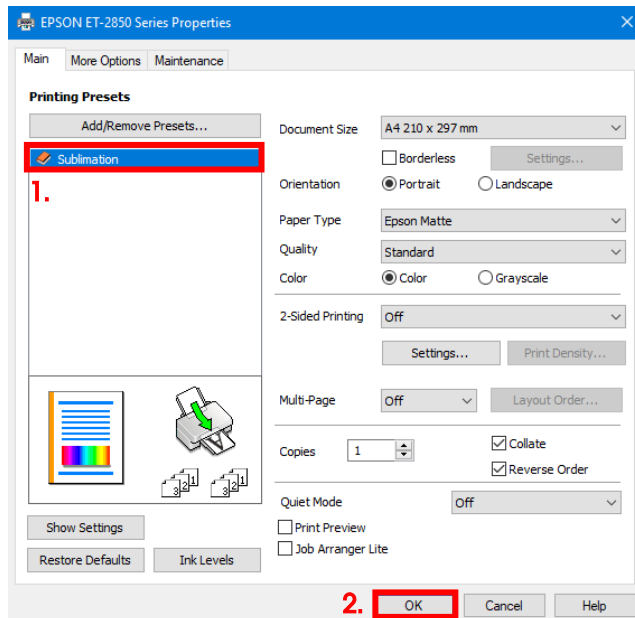 EPSON ET-2850 Series Properties
Main More Options Maintenance
Printing Presets
Add/Remove Presets...
Sublimation
1.
Document Size A4 210 x 297 mm
Borderless Settings...
Orientation Portrait Landscape
Paper Type Epson Matte
Quality Standard
Color Color Grayscale
2-Sided Printing Off
Settings... Print Density...
Multi-Page Off Layout Order...
Copies 1 Collate
Reverse Order
321 321
Quiet Mode Off
Print Preview
Job Arranger Lite
Show Settings
Restore Defaults Ink Levels
2. OK Cancel Help